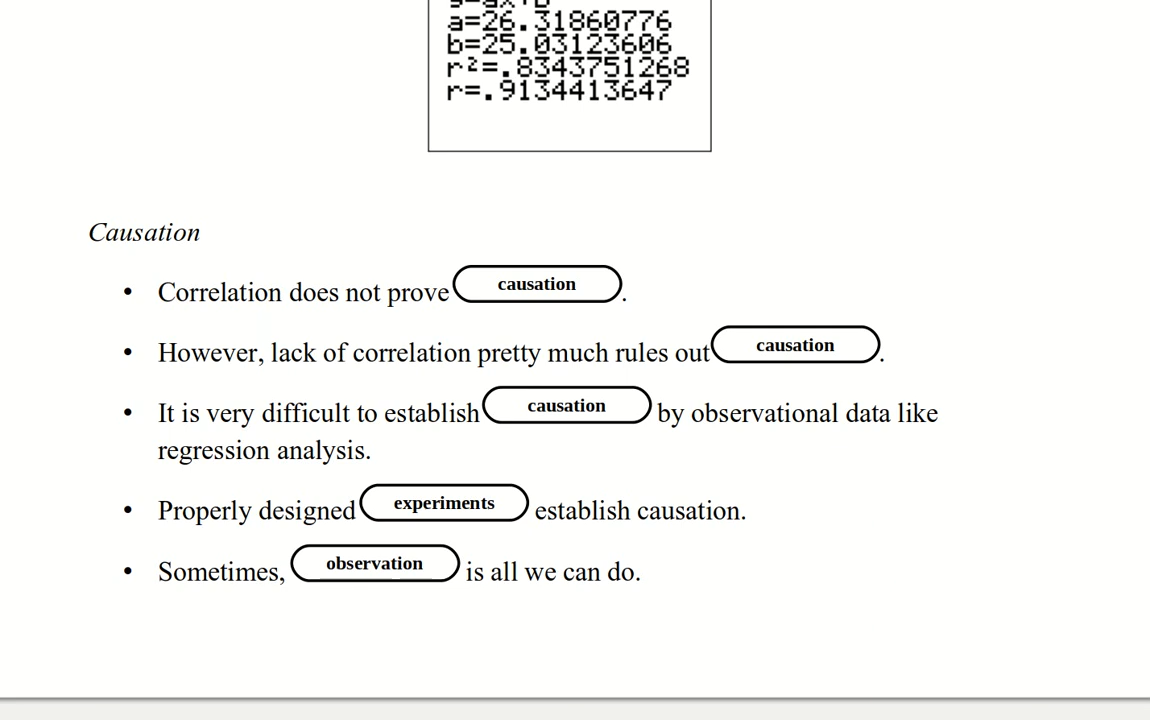 y=ax+b
a=26.31860776
b=25.03123606
r²=.8343751268
r=.9134413647
Causation
• Correlation does not prove causation.
• However, lack of correlation pretty much rules out causation.
• It is very difficult to establish causation by observational data like
regression analysis.
• Properly designed experiments establish causation.
• Sometimes, observation is all we can do.